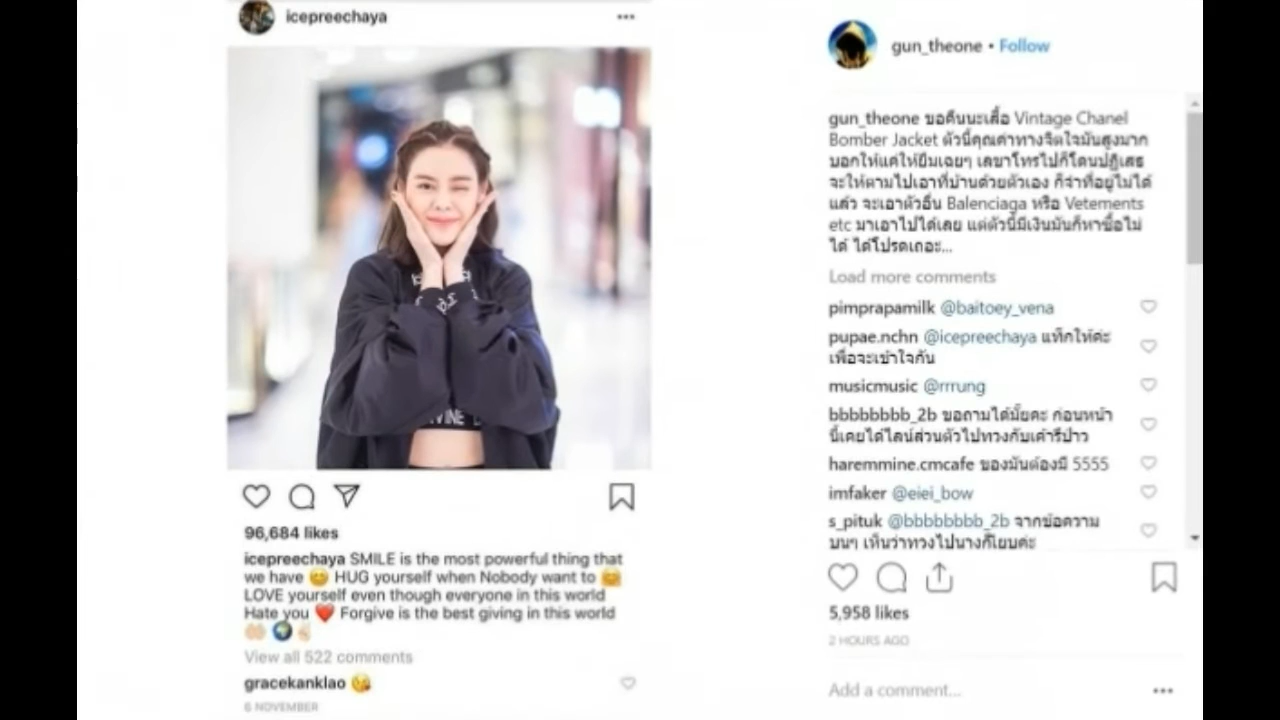 icepreechaya
96,684 likes
icepreechaya SMILE is the most powerful thing that
we have 😊 HUG yourself when Nobody want to 🤗
LOVE yourself even though everyone in this world
Hate you ❤️ Forgive is the best giving in this world
View all 522 comments
gracekanklao 😘
6 NOVEMBER
gun_theone • Follow
gun_theone ขอคืนนะเสื้อ Vintage Chanel
Bomber Jacket ตัวนี้คุณค่าทางจิตใจมันสูงมาก
บอกให้แค่ให้ยืมเฉยๆ เลขาโทรไปก็โดนปฏิเสธ
จะให้ตามไปเอาที่บ้านด้วยตัวเอง ก็จำที่อยู่ไม่ได้
แล้ว จะเอาตัวอื่น Balenciaga หรือ Vetements
etc มาเอาไปได้เลย แต่ตัวนี้มีเงินมันก็หาซื้อไม่
ได้ ได้โปรดเถอะ...
Load more comments
pimprapamilk @baitoey_vena
pupae.nchn @icepreechaya แท็กให้ค่ะ
เพื่อจะเข้าใจกัน
musicmusic @rrrung
bbbbbbbb_2b ขอถามได้มั้ยคะ ก่อนหน้า
นี้เคยได้ไลน์ส่วนตัวไปทวงกับเค้ารึป่าว
haremmine.cmcafe ของมันต้องมี 5555
imfaker @eiei_bow
s_pituk @bbbbbbbb_2b จากข้อความ
บนๆ เห็นว่าทวงไปนางก็โยบค่ะ
5,958 likes
2 HOURS AGO
Add a comment...